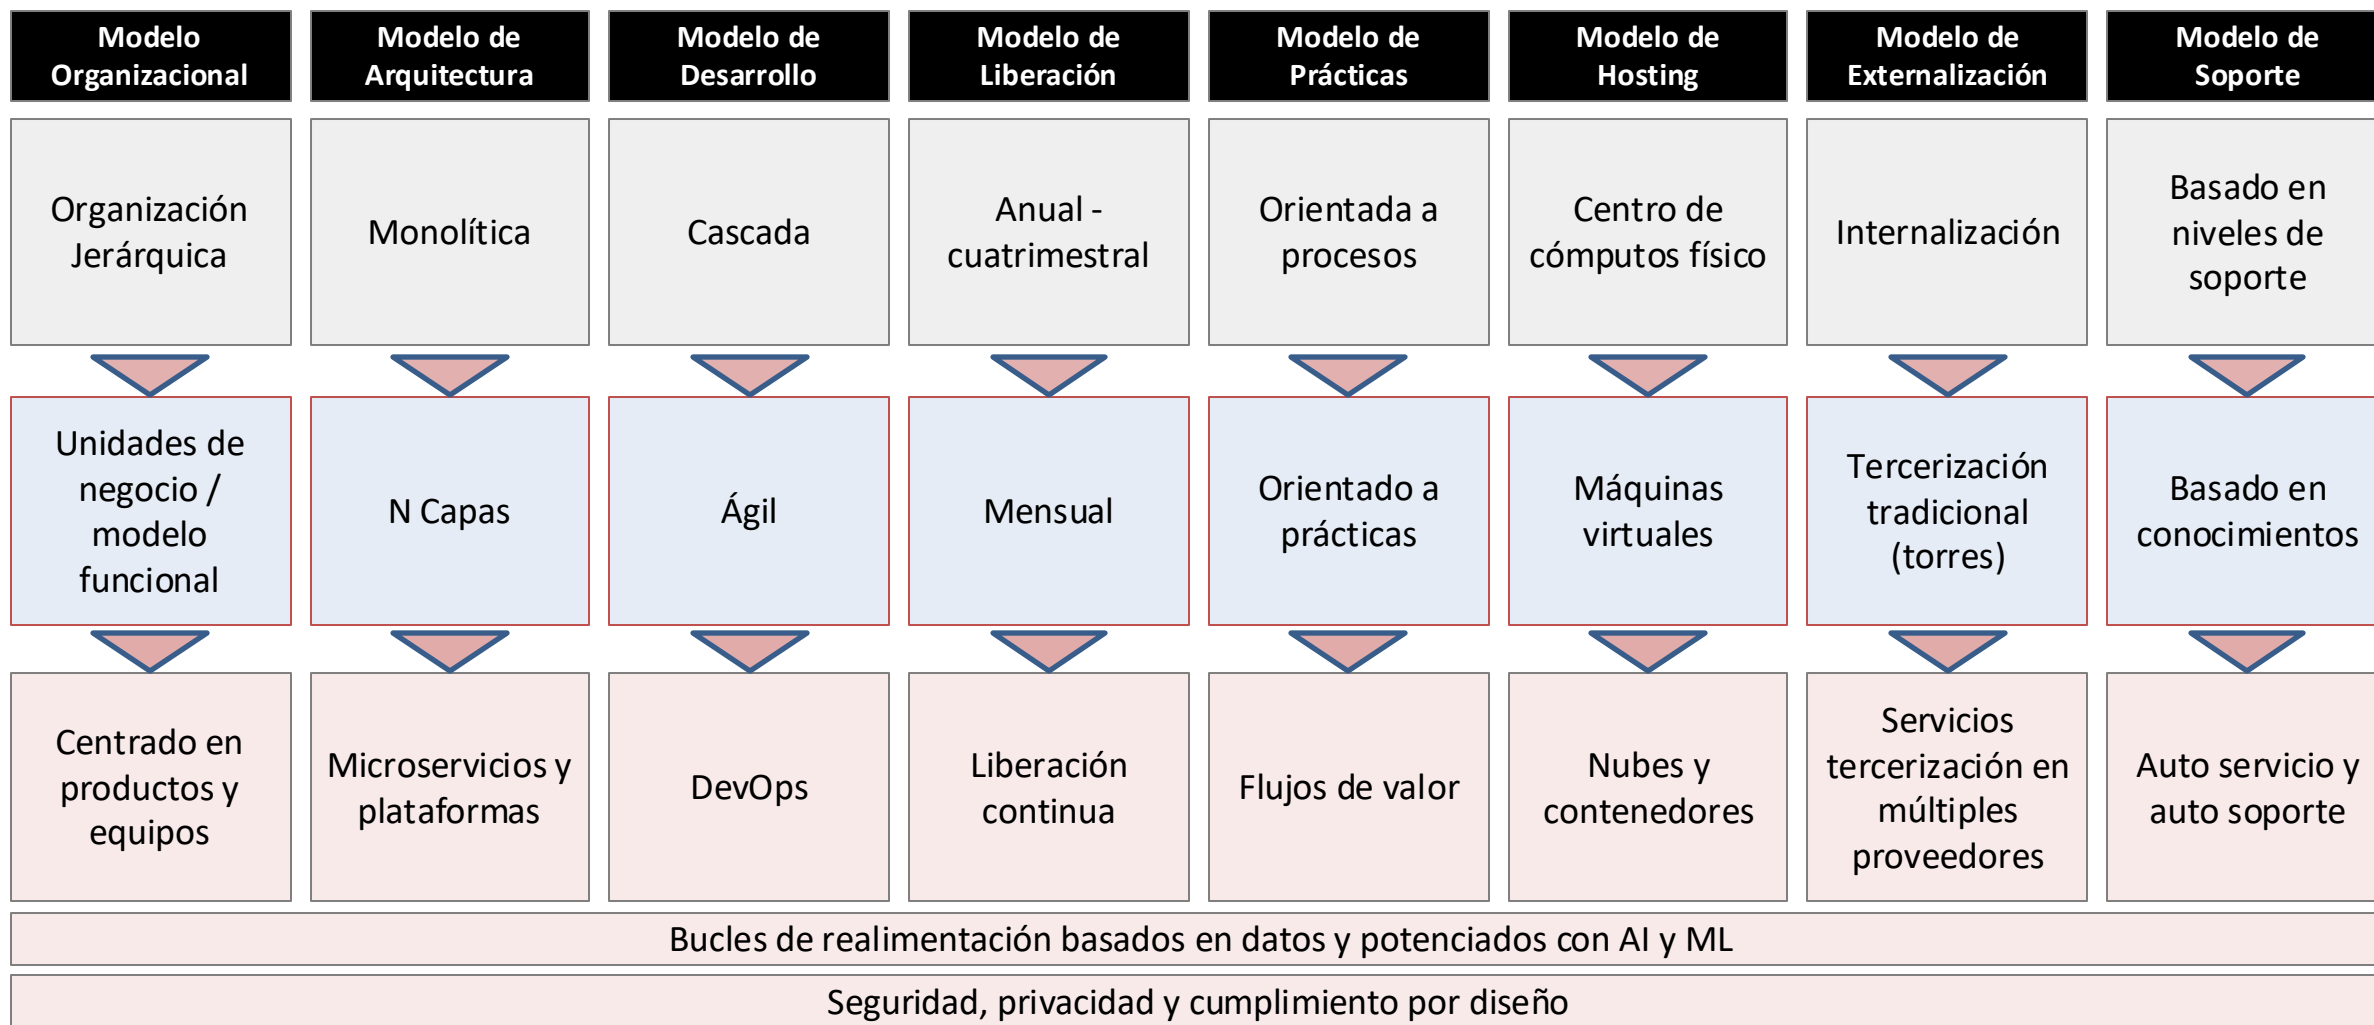 Modelo
Organizacional
Modelo de
Arquitectura
Modelo de
Desarrollo
Modelo de
Liberación
Modelo de
Prácticas
Modelo de
Hosting
Modelo de
Externalización
Modelo de
Soporte
Organización
Jerárquica
Monolítica
Cascada
Anual -
cuatrimestral
Orientada a
procesos
Centro de
cómputos físico
Internalización
Basado en
niveles de
soporte
Unidades de
negocio /
modelo
funcional
N Capas
Ágil
Mensual
Orientado a
prácticas
Máquinas
virtuales
Tercerización
tradicional
(torres)
Basado en
conocimientos
Centrado en
productos y
equipos
Microservicios y
plataformas
DevOps
Liberación
continua
Flujos de valor
Nubes y
contenedores
Servicios
tercerización en
múltiples
proveedores
Auto servicio y
auto soporte
Bucles de realimentación basados en datos y potenciados con AI y ML
Seguridad, privacidad y cumplimiento por diseño